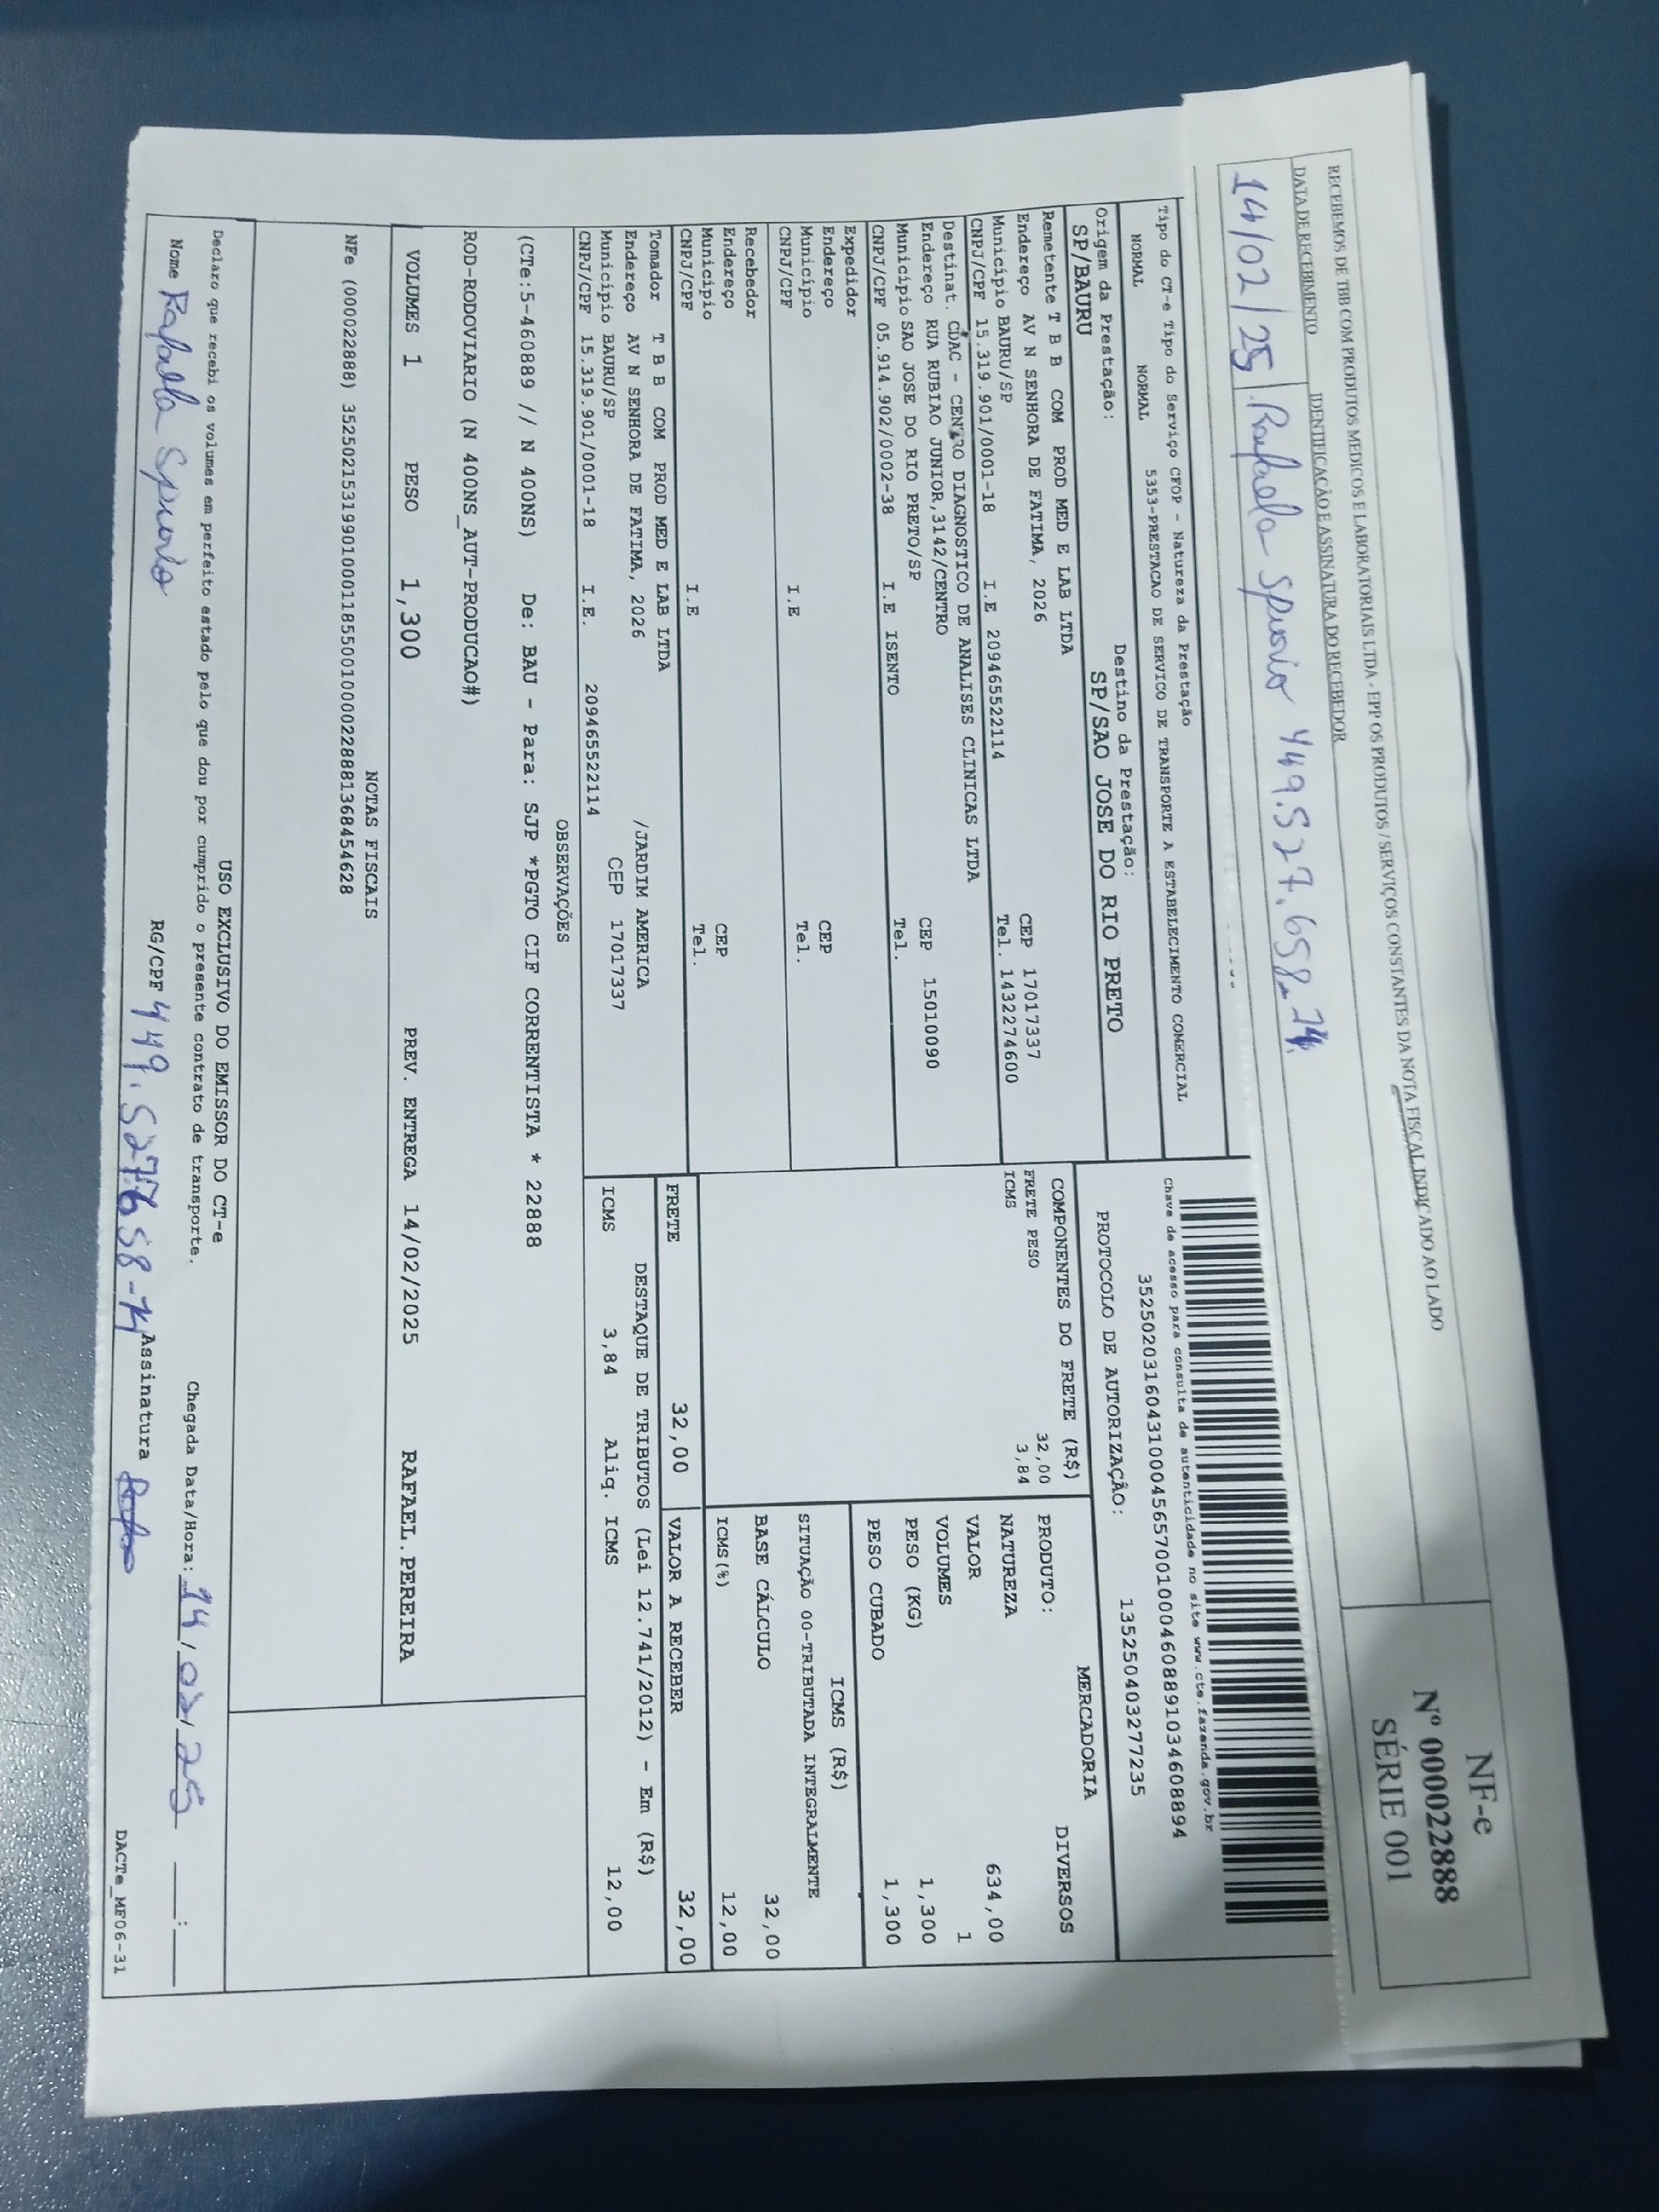 RECEBEMOS DE TBB COM PRODUTOS MEDICOS E LABORATORIAIS LTDA - EPP OS PRODUTOS / SERVIÇOS CONSTANTES DA NOTA FISCAL INDICADO AO LADO
DATA DE RECEBIMENTO IDENTIFICAÇÃO E ASSINATURA DO RECEBEDOR
14/02/25 Rafaela 449.527.658-74
NF-e
Nº 000022888
SÉRIE 001
Tipo do CT-e Tipo do Serviço CFOP - Natureza da Prestação
NORMAL NORMAL 5353-PRESTACAO DE SERVICO DE TRANSPORTE A ESTABELECIMENTO COMERCIAL
Origem da Prestação: Destino da Prestação:
SP/BAURU SP/SAO JOSE DO RIO PRETO
Chave de acesso para consulta de autenticidade no site www.cte.fazenda.gov.br
35250203160431000456570010004608891034608894
PROTOCOLO DE AUTORIZAÇÃO: 135250403277235
Remetente T B B COM PROD MED E LAB LTDA
Endereço AV N SENHORA DE FATIMA, 2026 CEP 17017337
Município BAURU/SP Tel. 1432274600
CNPJ/CPF 15.319.901/0001-18 I.E 209465522114
Destinat. CDAC - CENTRO DIAGNOSTICO DE ANALISES CLINICAS LTDA
Endereço RUA RUBIAO JUNIOR,3142/CENTRO CEP 15010090
Município SAO JOSE DO RIO PRETO/SP Tel.
CNPJ/CPF 05.914.902/0002-38 I.E ISENTO
Expedidor
Endereço CEP
Município Tel.
CNPJ/CPF I.E
Recebedor
Endereço CEP
Município Tel.
CNPJ/CPF I.E
Tomador T B B COM PROD MED E LAB LTDA
Endereço AV N SENHORA DE FATIMA, 2026 /JARDIM AMERICA
Município BAURU/SP CEP 17017337
CNPJ/CPF 15.319.901/0001-18 I.E. 209465522114
COMPONENTES DO FRETE (R$)
FRETE PESO 32,00
ICMS 3,84
MERCADORIA
PRODUTO: DIVERSOS
NATUREZA
VALOR 634,00
VOLUMES 1
PESO (KG) 1,300
PESO CUBADO 1,300
ICMS (R$)
SITUAÇÃO 00-TRIBUTADA INTEGRALMENTE
BASE CÁLCULO 32,00
ICMS(%) 12,00
FRETE 32,00 VALOR A RECEBER 32,00
DESTAQUE DE TRIBUTOS (Lei 12.741/2012) - Em (R$)
ICMS 3,84 Aliq. ICMS 12,00
OBSERVAÇÕES
(CTe:5-460889 // N 400NS) De: BAU - Para: SJP *PGTO CIF CORRENTISTA * 22888
ROD-RODOVIARIO (N 400NS_AUT-PRODUCAO#)
VOLUMES 1 PESO 1,300 PREV. ENTREGA 14/02/2025 RAFAEL.PEREIRA
NOTAS FISCAIS
NFe (000022888) 35250215319901000118550010000228881368454628
USO EXCLUSIVO DO EMISSOR DO CT-e
Declaro que recebi os volumes em perfeito estado pelo que dou por cumprido o presente contrato de transporte. Chegada Data/Hora: 14/02/25 __:__
Nome Rafaela RG/CPF 449.527.658-74 Assinatura
DACTe_MF06-31